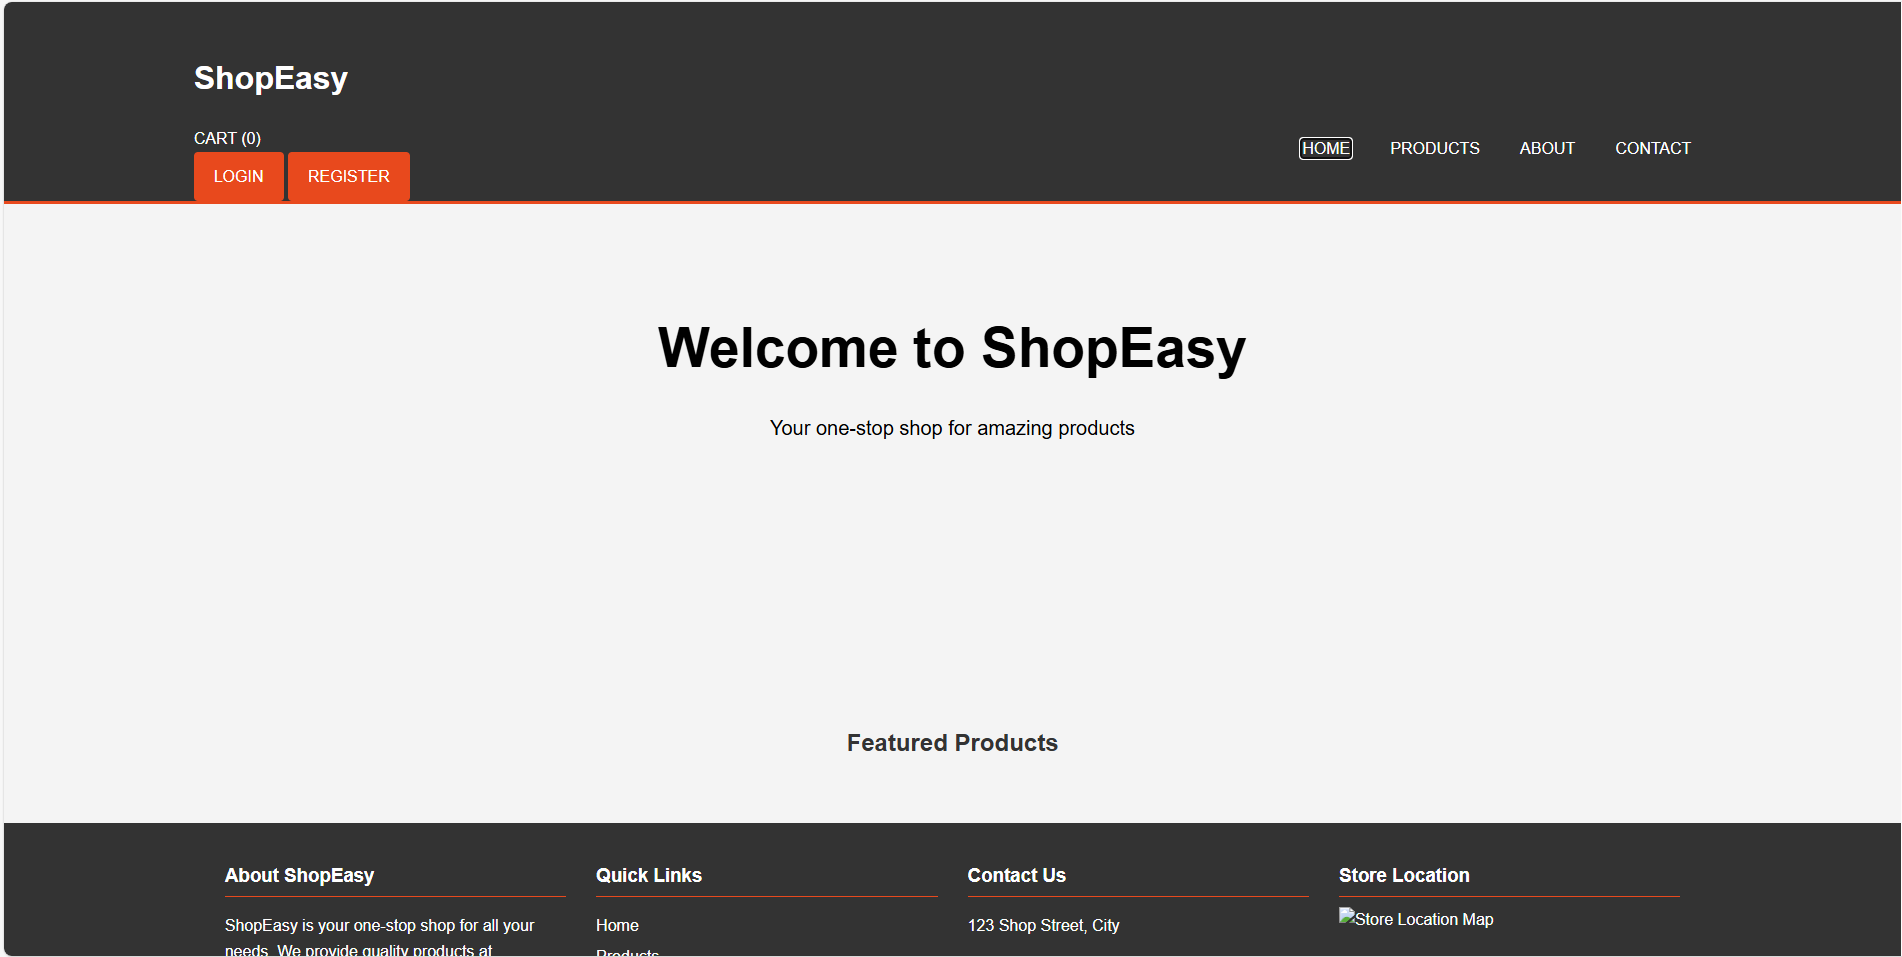 ShopEasy
CART (0)
LOGIN REGISTER
HOME PRODUCTS ABOUT CONTACT
Welcome to ShopEasy
Your one-stop shop for amazing products
Featured Products
About ShopEasy
ShopEasy is your one-stop shop for all your
needs. We provide quality products at
Quick Links
Home
Products
Contact Us
123 Shop Street, City
Store Location
Store Location Map